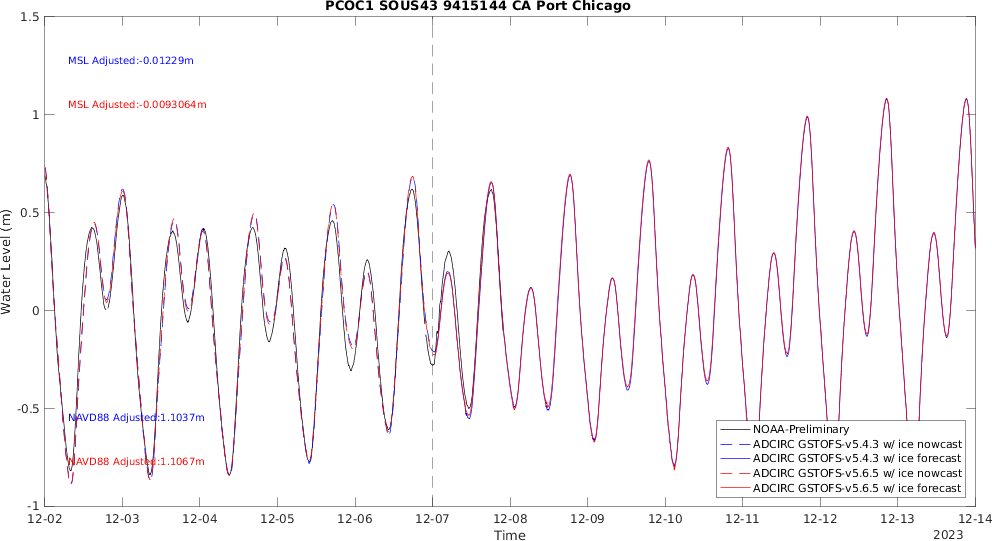 PCOC1 SOUS43 9415144 CA Port Chicago
1.5
MSL Adjusted:-0.01229m
MSL Adjusted:-0.0093064m
1
0.5
Water Level (m)
0
-0.5
NAVD88 Adjusted:1.1037m
NAVD88 Adjusted:1.1067m
NOAA-Preliminary
ADCIRC GSTOFS-v5.4.3 w/ ice nowcast
ADCIRC GSTOFS-v5.4.3 w/ ice forecast
ADCIRC GSTOFS-v5.6.5 w/ ice nowcast
ADCIRC GSTOFS-v5.6.5 w/ ice forecast
-1
12-02 12-03 12-04 12-05 12-06 12-07 12-08 12-09 12-10 12-11 12-12 12-13 12-14
Time
2023